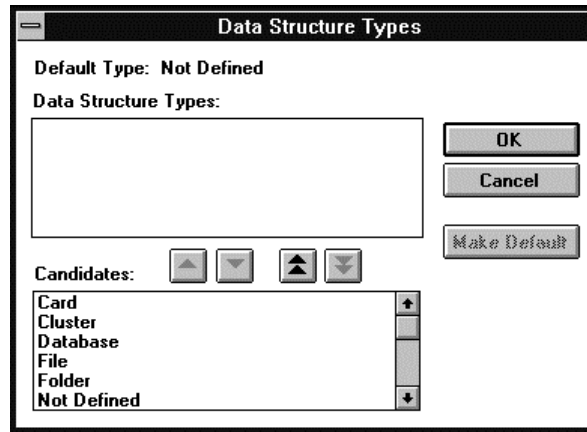 Data Structure Types
Default Type: Not Defined
Data Structure Types:
OK
Cancel
Make Default
Candidates:
Card
Cluster
Database
File
Folder
Not Defined